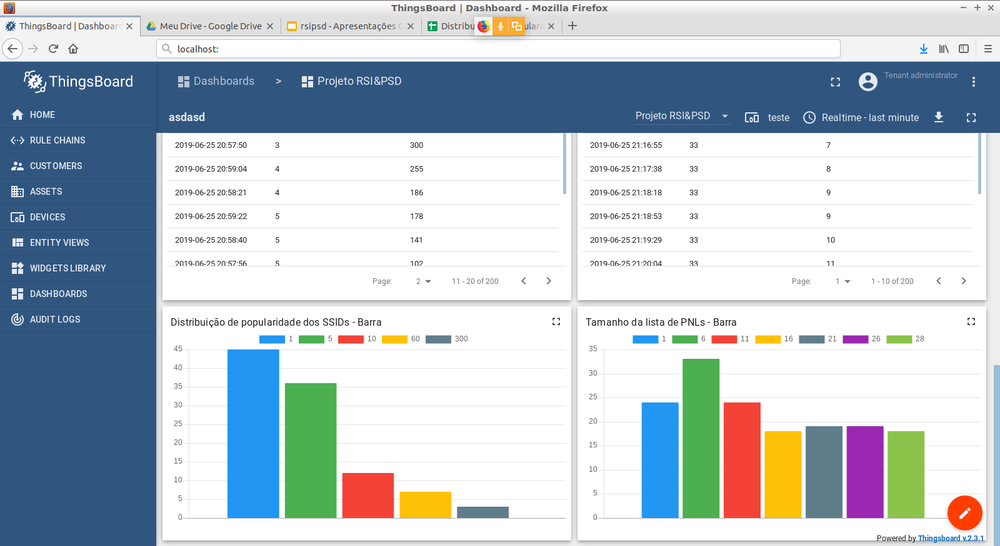 ThingsBoard | Dashboard - Mozilla Firefox
ThingsBoard | Dashboard
Meu Drive - Google Drive
rsipsd - Apresentações G
Distribu
localhost:
ThingsBoard
Dashboards > Projeto RSI&PSD
Tenant administrator
asdasd
Projeto RSI&PSD
teste
Realtime - last minute
HOME
RULE CHAINS
CUSTOMERS
ASSETS
DEVICES
ENTITY VIEWS
WIDGETS LIBRARY
DASHBOARDS
AUDIT LOGS
2019-06-25 20:57:50 3 300
2019-06-25 20:59:04 4 255
2019-06-25 20:58:21 4 186
2019-06-25 20:59:22 5 178
2019-06-25 20:58:40 5 141
2019-06-25 20:57:56 5 102
Page: 2 11 - 20 of 200
2019-06-25 21:16:55 33 7
2019-06-25 21:17:38 33 8
2019-06-25 21:18:18 33 9
2019-06-25 21:18:53 33 9
2019-06-25 21:19:29 33 10
2019-06-25 21:20:04 33 11
Page: 1 1 - 10 of 200
Distribuição de popularidade dos SSIDs - Barra
1 5 10 60 300
45
40
35
30
25
20
15
10
5
0
Tamanho da lista de PNLs - Barra
1 6 11 16 21 26 28
35
30
25
20
15
10
5
0
Powered by Thingsboard v.2.3.1